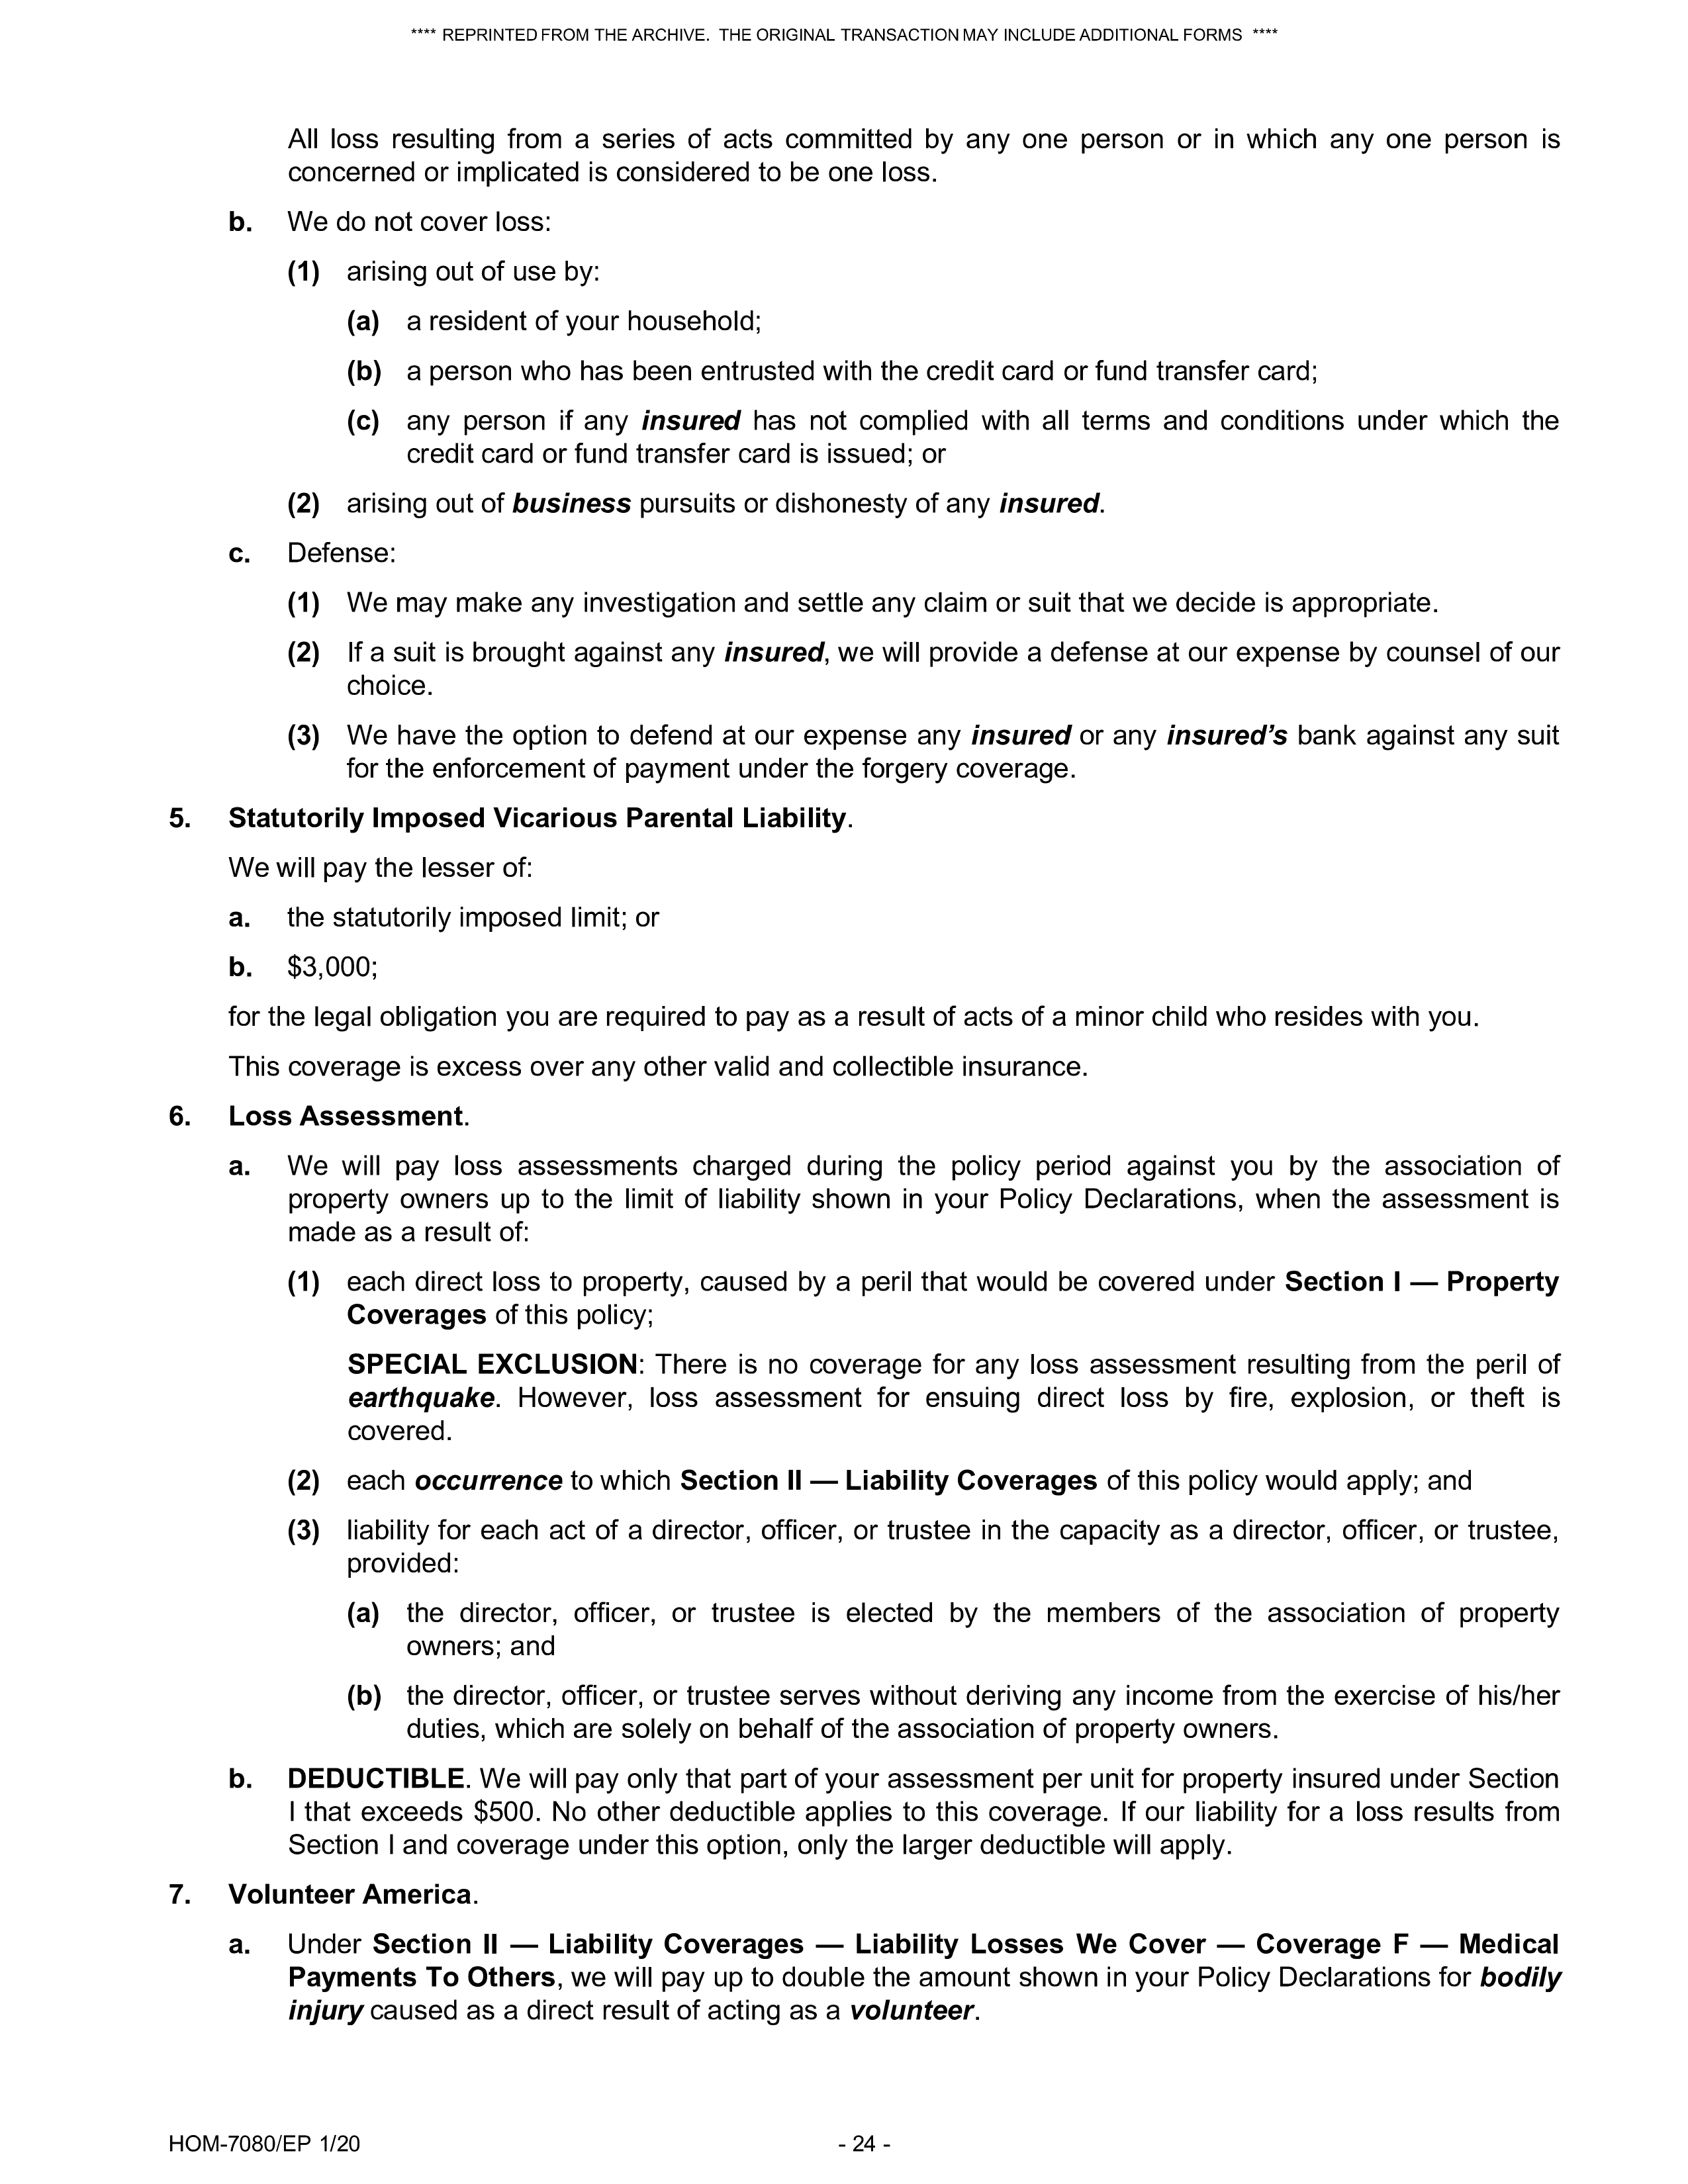 **** REPRINTED FROM THE ARCHIVE. THE ORIGINAL TRANSACTION MAY INCLUDE ADDITIONAL FORMS ****
All loss resulting from a series of acts committed by any one person or in which any one person is
concerned or implicated is considered to be one loss.
b. We do not cover loss:
(1) arising out of use by:
(a) a resident of your household;
(b) a person who has been entrusted with the credit card or fund transfer card;
(c) any person if any insured has not complied with all terms and conditions under which the
credit card or fund transfer card is issued; or
(2) arising out of business pursuits or dishonesty of any insured.
c. Defense:
(1) We may make any investigation and settle any claim or suit that we decide is appropriate.
(2) If a suit is brought against any insured, we will provide a defense at our expense by counsel of our
choice.
(3) We have the option to defend at our expense any insured or any insured’s bank against any suit
for the enforcement of payment under the forgery coverage.
5. Statutorily Imposed Vicarious Parental Liability.
We will pay the lesser of:
a. the statutorily imposed limit; or
b. $3,000;
for the legal obligation you are required to pay as a result of acts of a minor child who resides with you.
This coverage is excess over any other valid and collectible insurance.
6. Loss Assessment.
a. We will pay loss assessments charged during the policy period against you by the association of
property owners up to the limit of liability shown in your Policy Declarations, when the assessment is
made as a result of:
(1) each direct loss to property, caused by a peril that would be covered under Section I — Property
Coverages of this policy;
SPECIAL EXCLUSION: There is no coverage for any loss assessment resulting from the peril of
earthquake. However, loss assessment for ensuing direct loss by fire, explosion, or theft is
covered.
(2) each occurrence to which Section II — Liability Coverages of this policy would apply; and
(3) liability for each act of a director, officer, or trustee in the capacity as a director, officer, or trustee,
provided:
(a) the director, officer, or trustee is elected by the members of the association of property
owners; and
(b) the director, officer, or trustee serves without deriving any income from the exercise of his/her
duties, which are solely on behalf of the association of property owners.
b. DEDUCTIBLE. We will pay only that part of your assessment per unit for property insured under Section
I that exceeds $500. No other deductible applies to this coverage. If our liability for a loss results from
Section I and coverage under this option, only the larger deductible will apply.
7. Volunteer America.
a. Under Section II — Liability Coverages — Liability Losses We Cover — Coverage F — Medical
Payments To Others, we will pay up to double the amount shown in your Policy Declarations for bodily
injury caused as a direct result of acting as a volunteer.
HOM-7080/EP 1/20
- 24 -